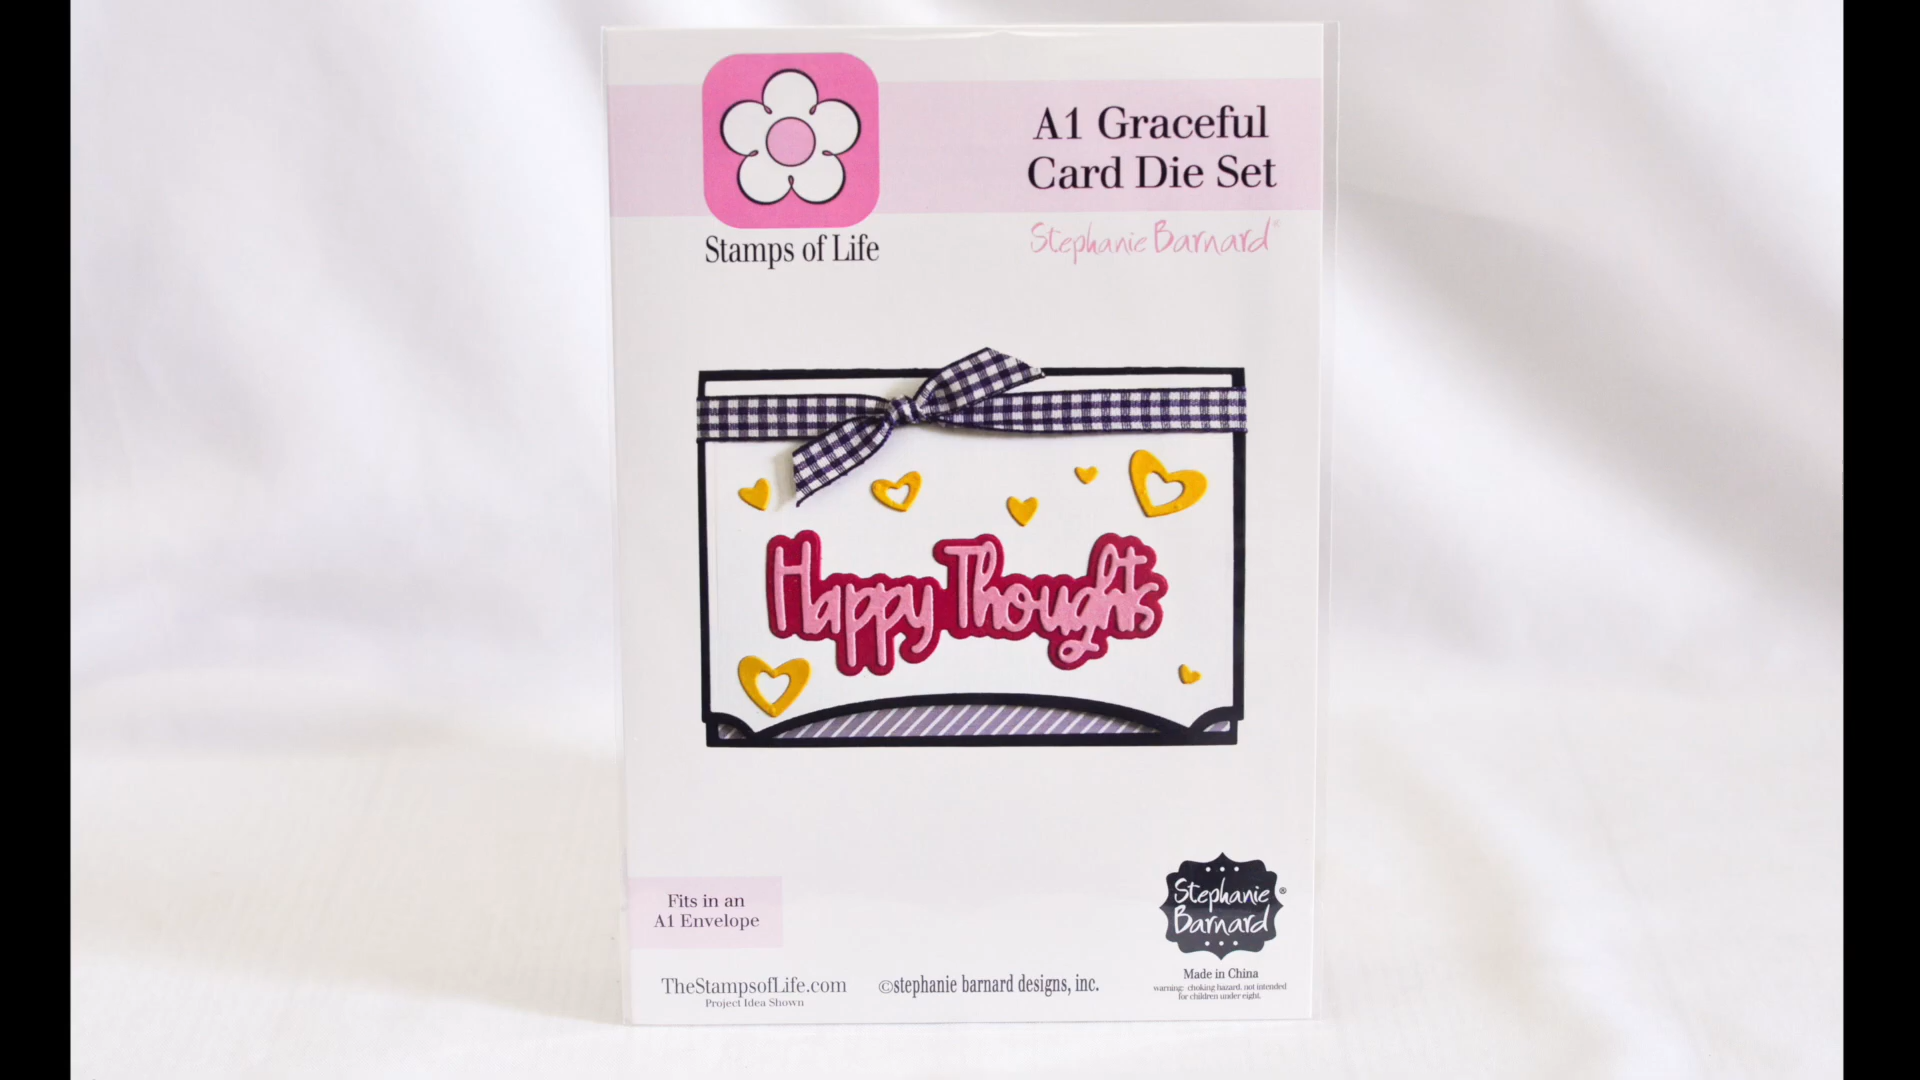 A1 Graceful
Card Die Set
Stamps of Life
Stephanie Barnard®
Happy Thoughts
Fits in an
A1 Envelope
Stephanie
Barnard®
TheStampsofLife.com
Project Idea Shown
©stephanie barnard designs, inc.
Made in China
warning: choking hazard. not intended
for children under eight.